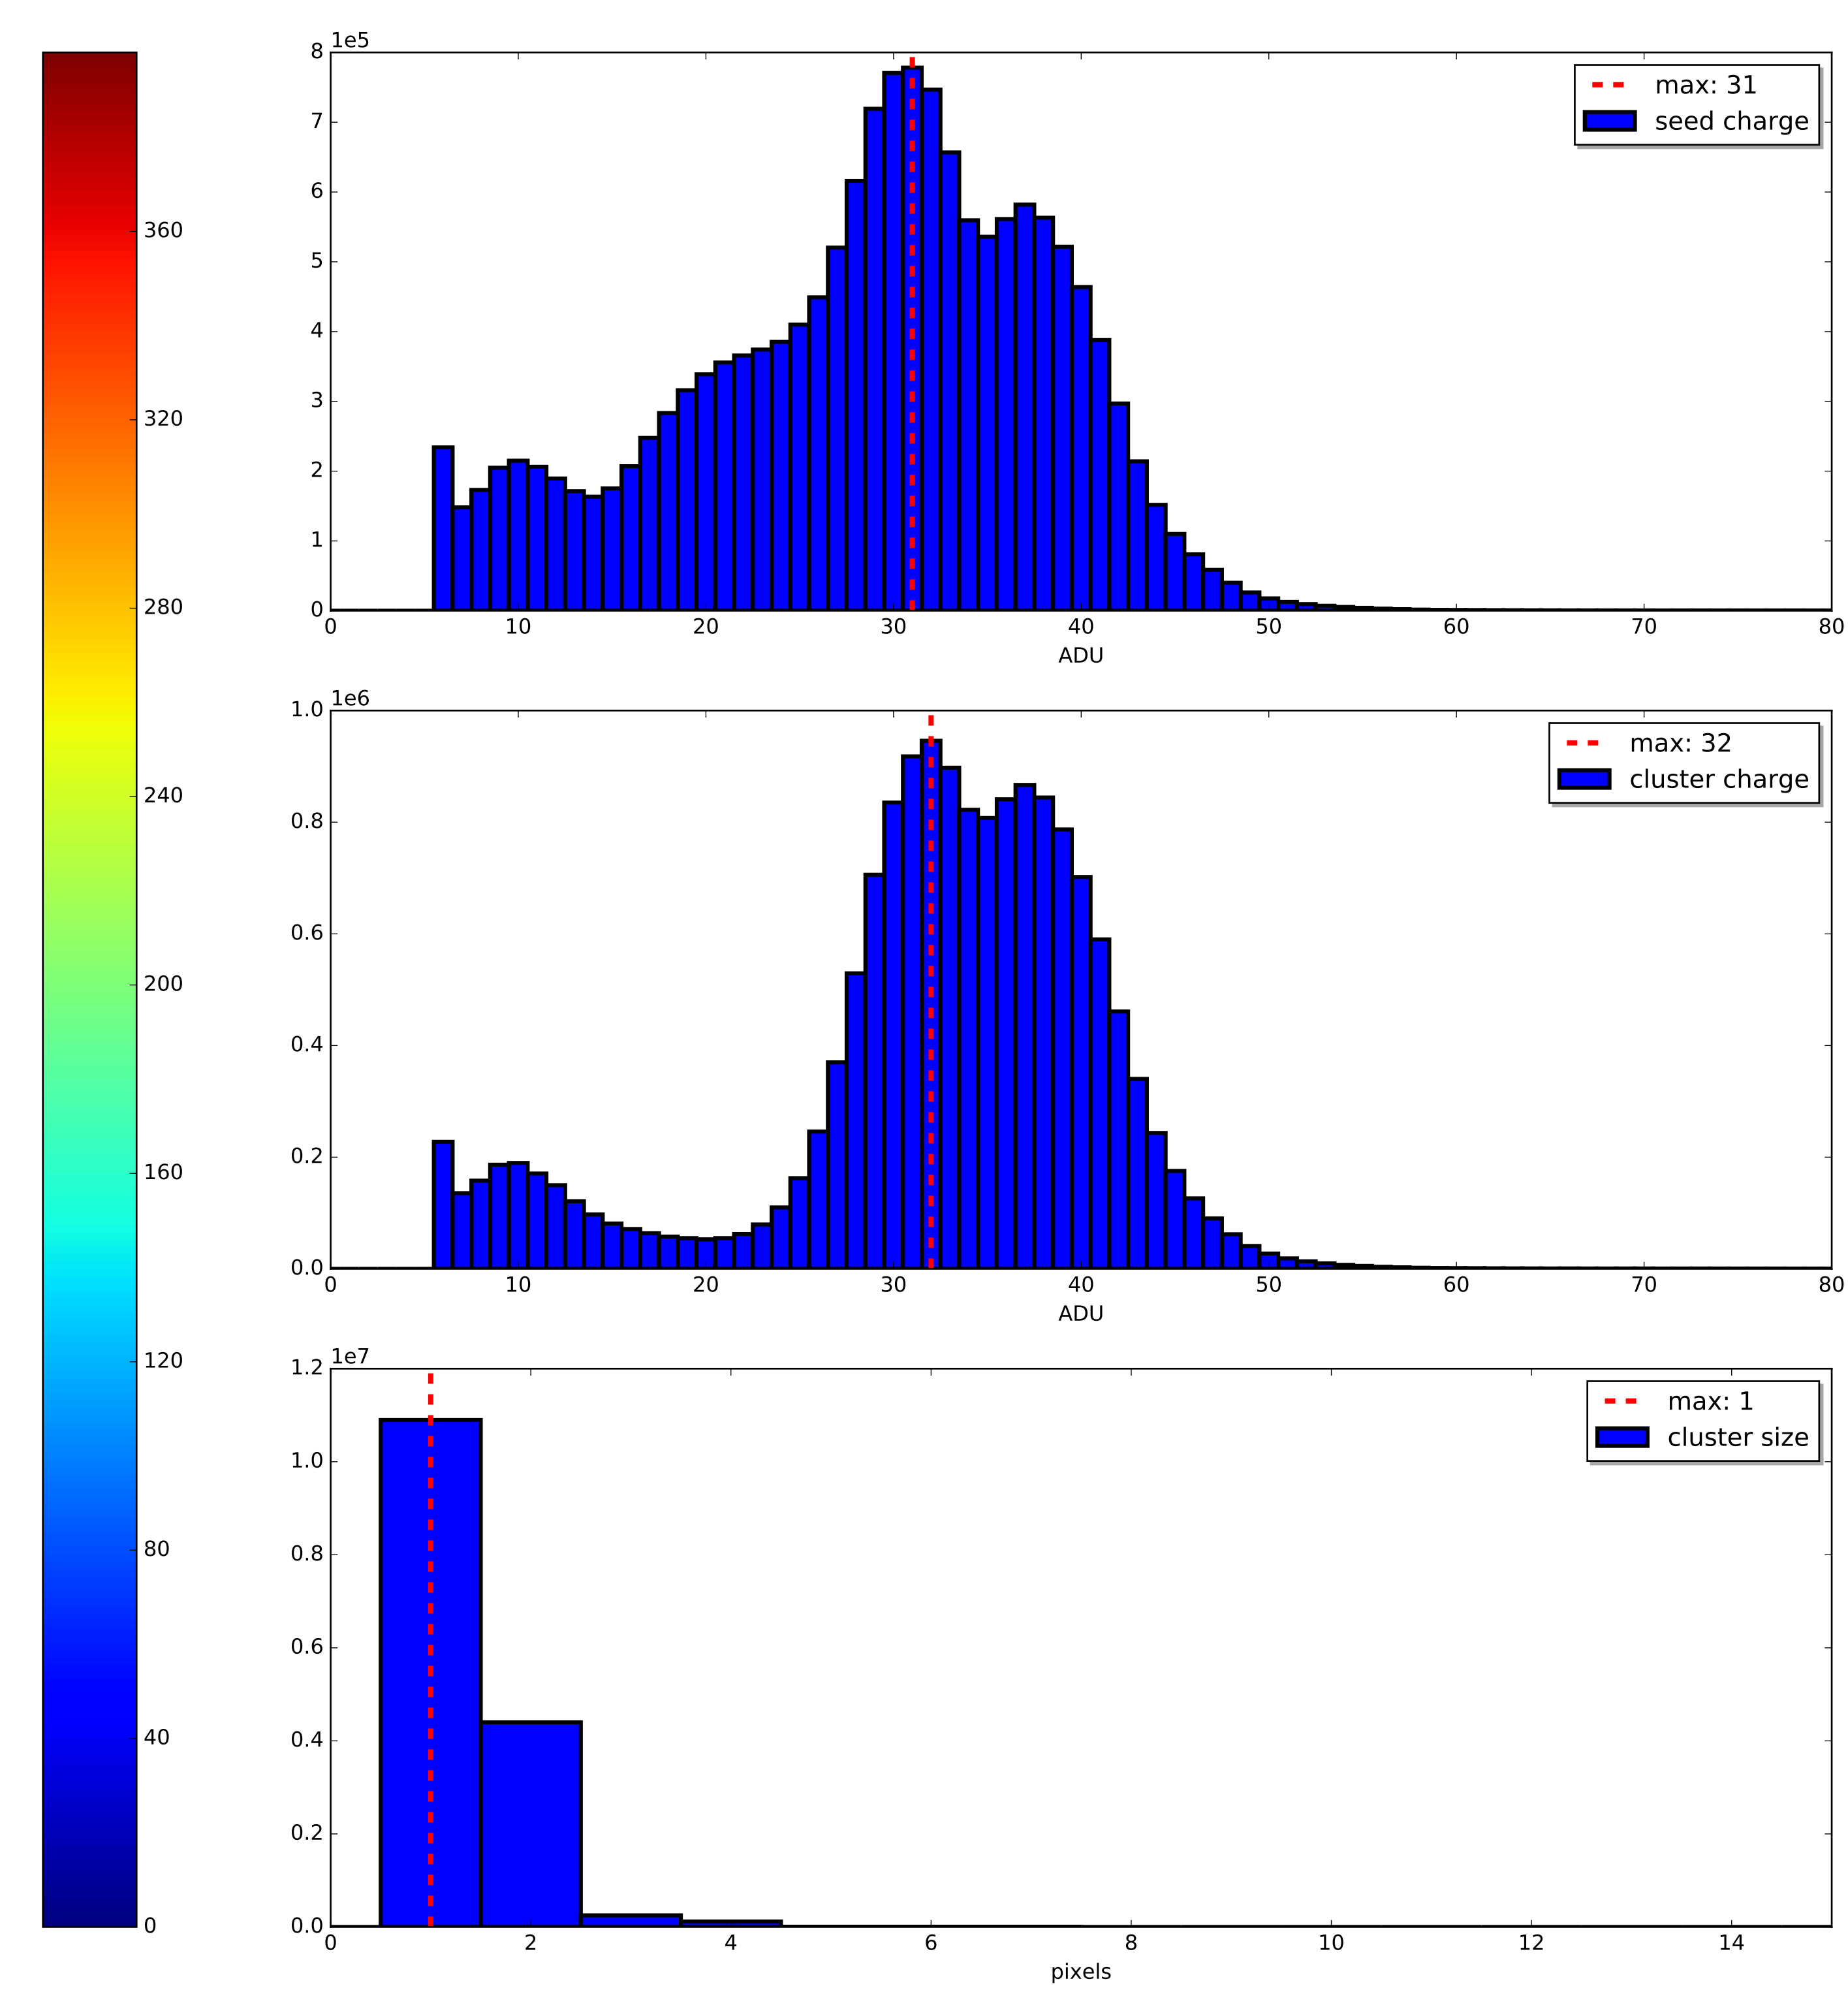 360
320
280
240
200
160
120
80
40
0
1e5
8
7
6
5
4
3
2
1
0
0 10 20 30 40 50 60 70 80
ADU
max: 31
seed charge
1e6
1.0
0.8
0.6
0.4
0.2
0.0
0 10 20 30 40 50 60 70 80
ADU
max: 32
cluster charge
1e7
1.2
1.0
0.8
0.6
0.4
0.2
0.0
0 2 4 6 8 10 12 14
pixels
max: 1
cluster size